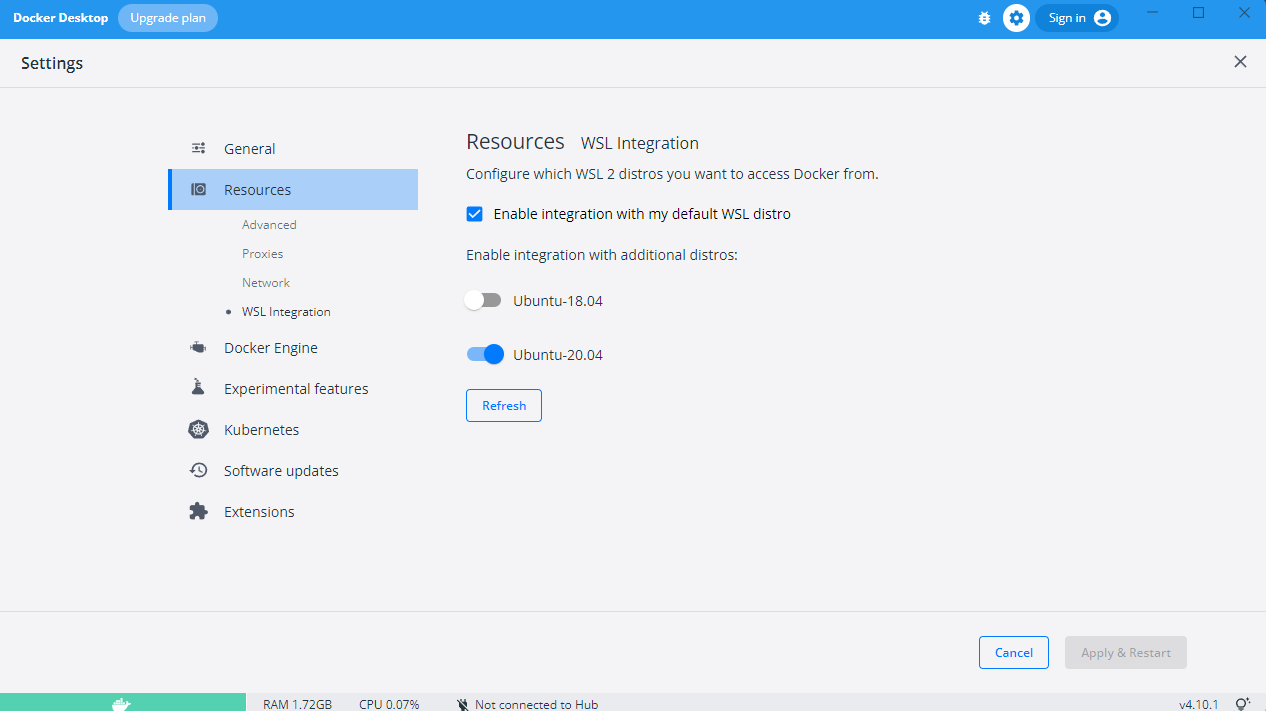 Docker Desktop Upgrade plan Sign in
Settings
General
Resources
Advanced
Proxies
Network
WSL Integration
Docker Engine
Experimental features
Kubernetes
Software updates
Extensions
Resources WSL Integration
Configure which WSL 2 distros you want to access Docker from.
Enable integration with my default WSL distro
Enable integration with additional distros:
Ubuntu-18.04
Ubuntu-20.04
Refresh
Cancel Apply & Restart
RAM 1.72GB CPU 0.07% Not connected to Hub v4.10.1